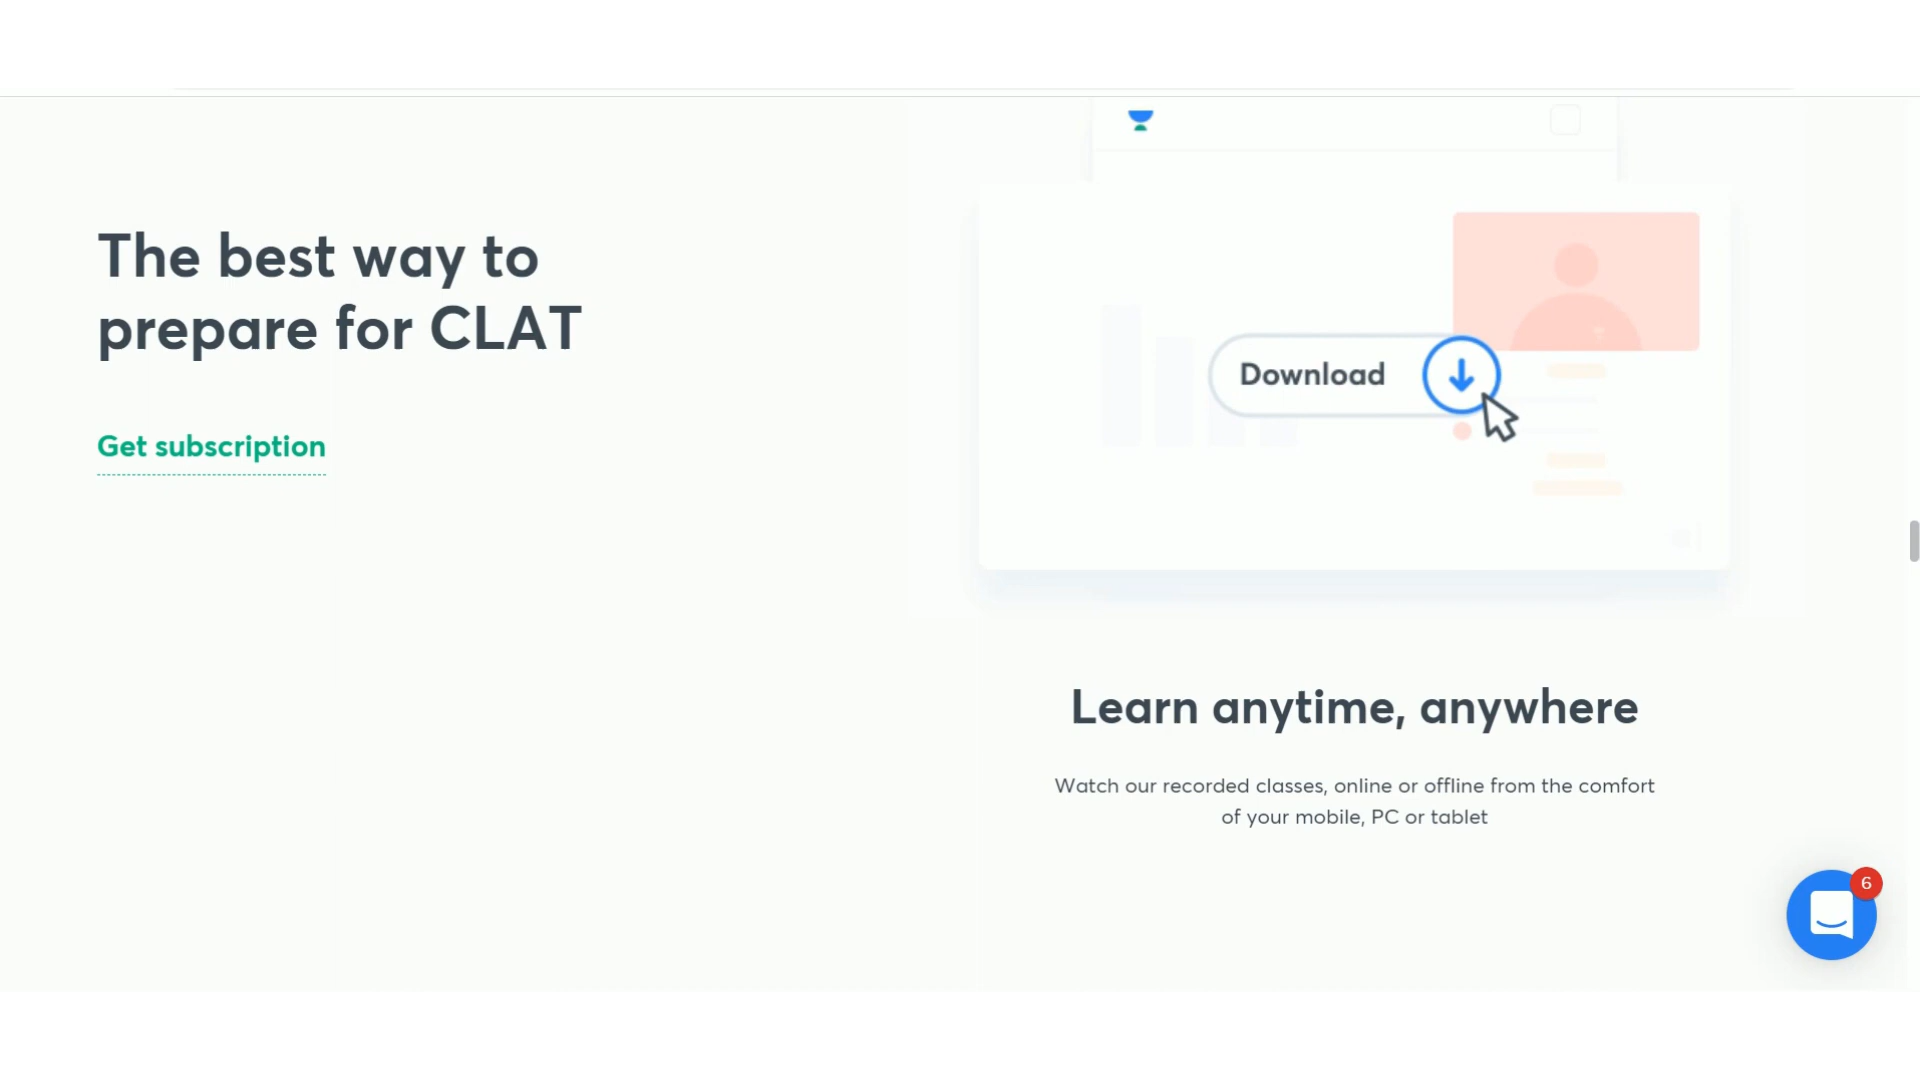 The best way to
prepare for CLAT
Get subscription
Download
Learn anytime, anywhere
Watch our recorded classes, online or offline from the comfort
of your mobile, PC or tablet
6